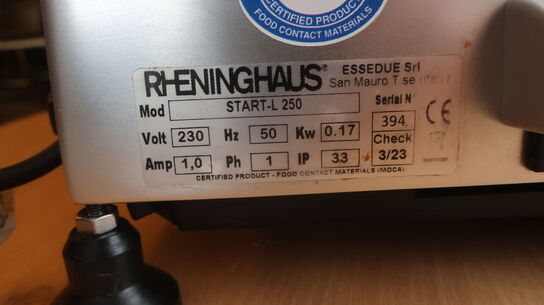 CERTIFIED PRODUCT
FOOD CONTACT MATERIALS
RHENINGHAUS® ESSEDUE Srl
San Mauro T.se (Italy)
Mod START-L 250 Serial N°
Volt 230 Hz 50 Kw 0.17 394 CE
Check
Amp 1,0 Ph 1 IP 33 3/23
CERTIFIED PRODUCT - FOOD CONTACT MATERIALS (MOCA)